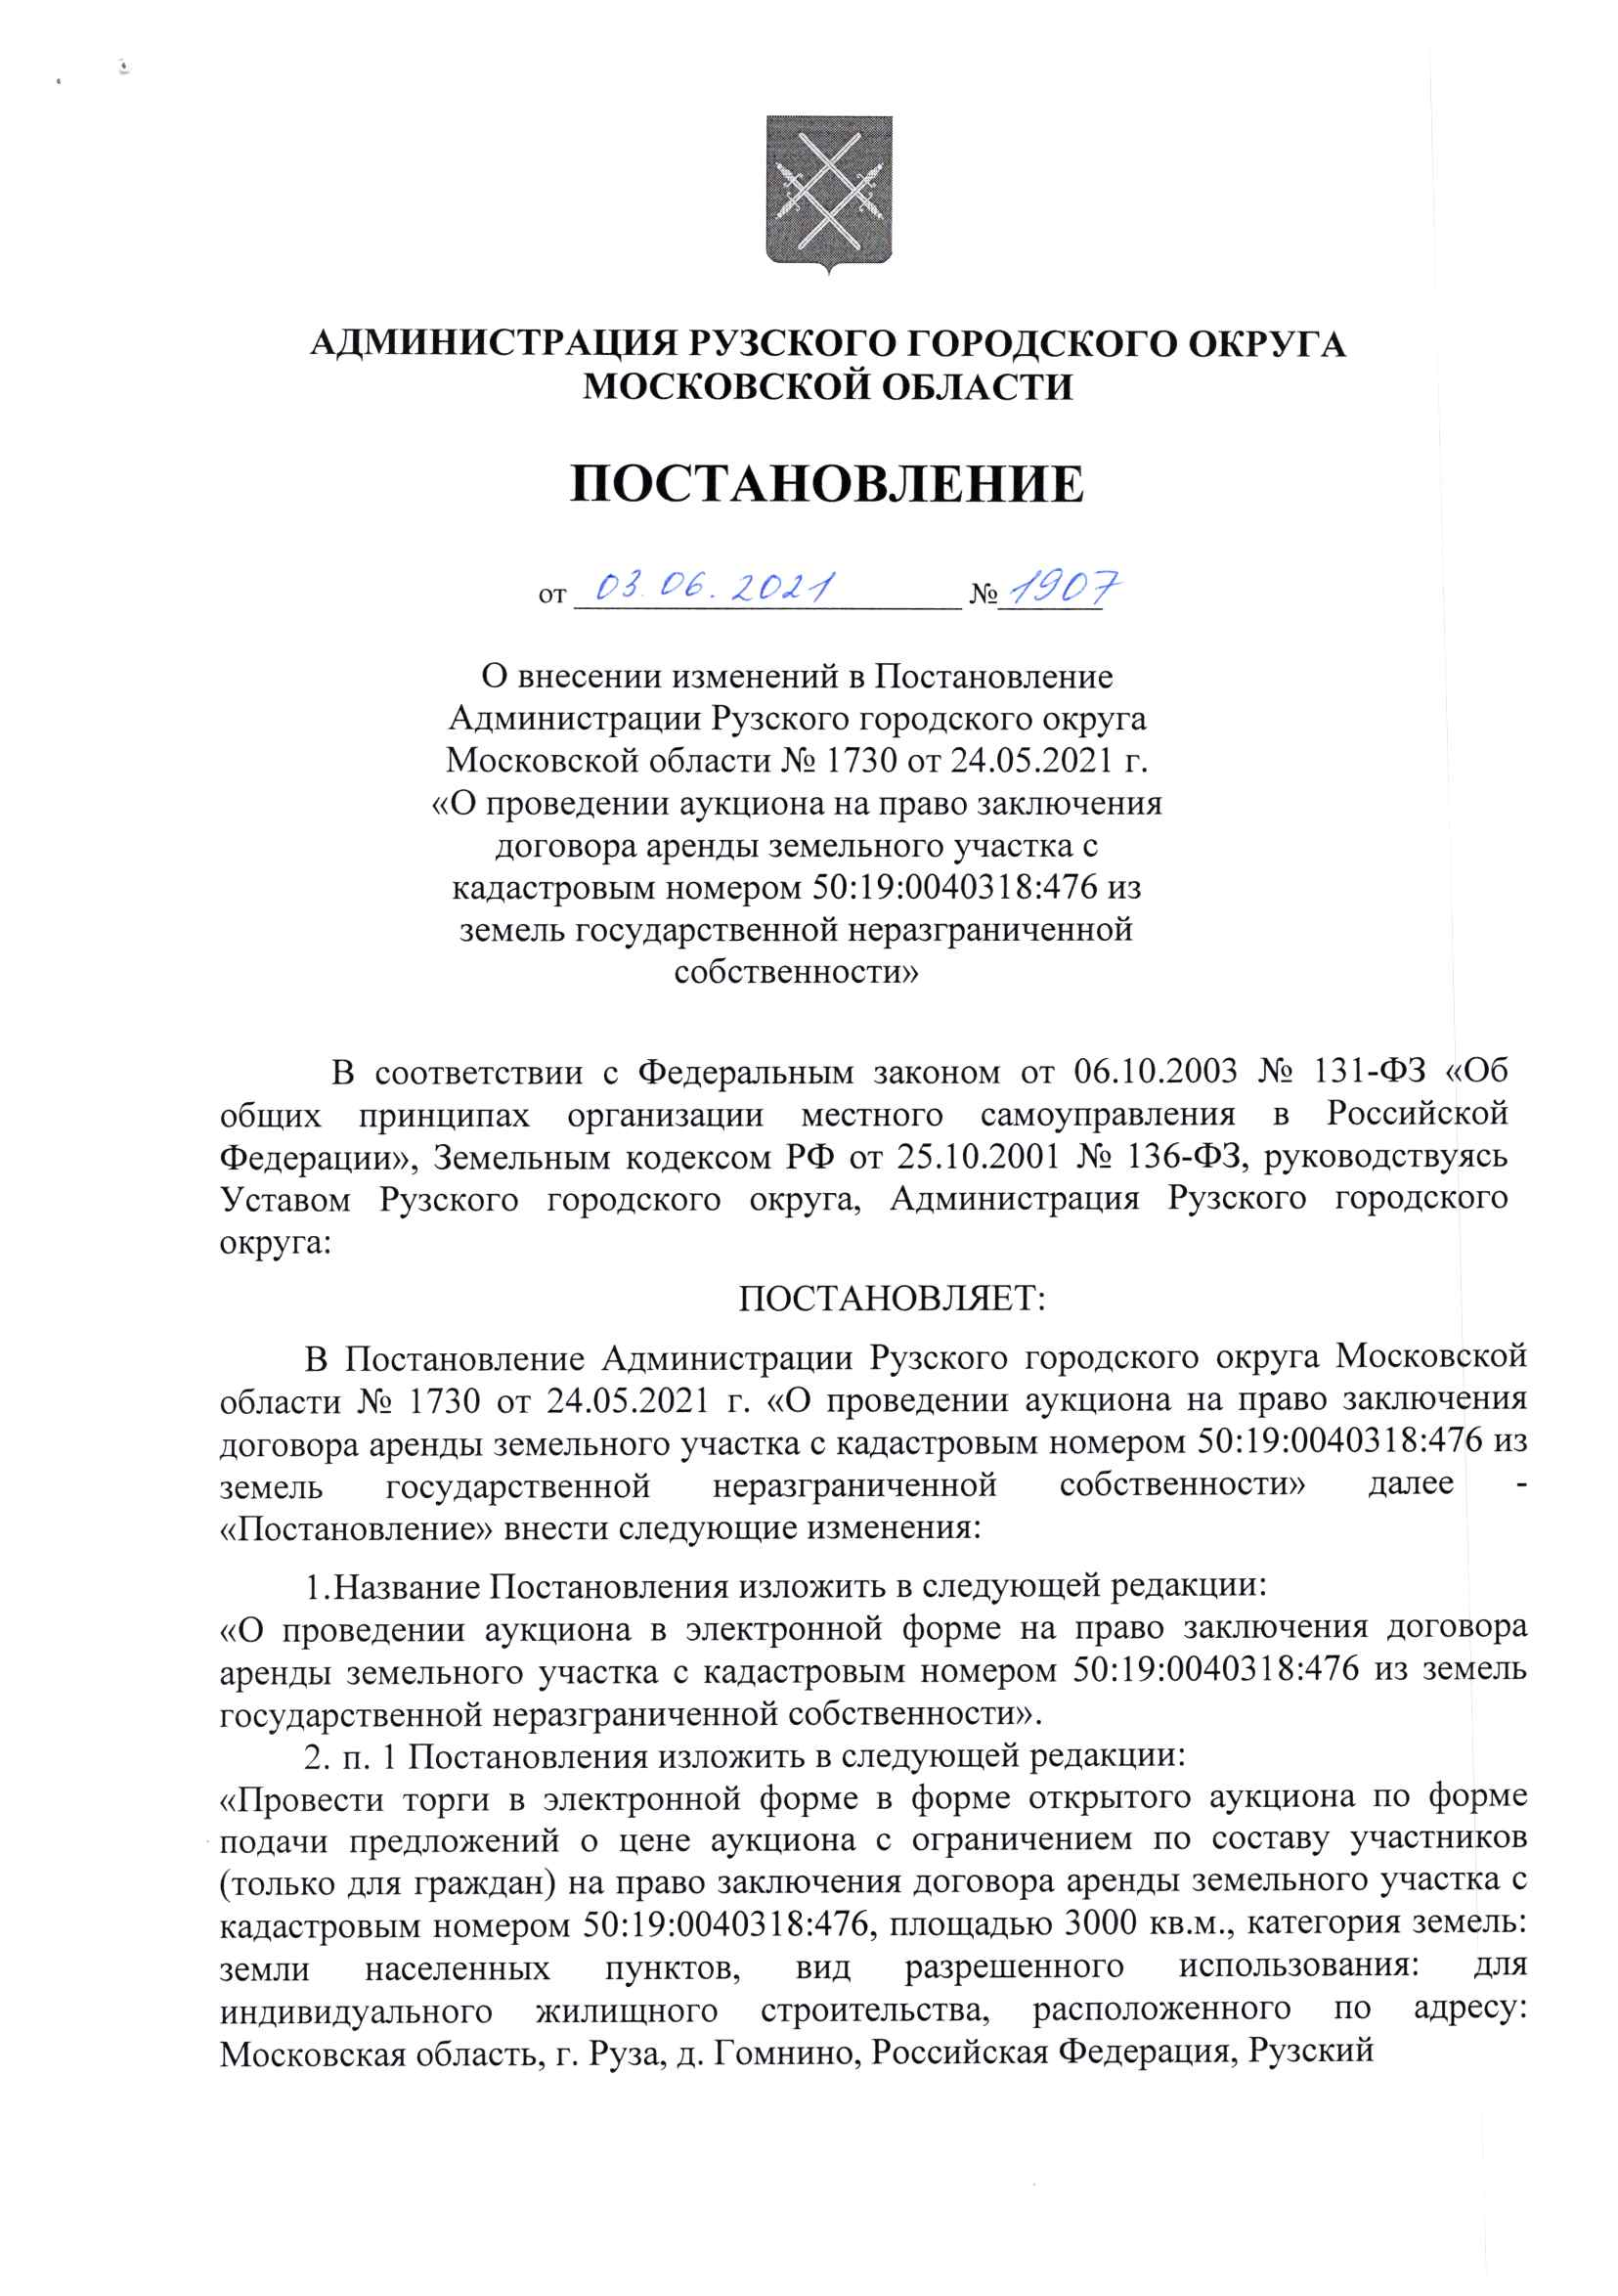 АДМИНИСТРАЦИЯ РУЗСКОГО ГОРОДСКОГО ОКРУГА
МОСКОВСКОЙ ОБЛАСТИ
ПОСТАНОВЛЕНИЕ
от 03.06.2021 № 1907
О внесении изменений в Постановление
Администрации Рузского городского округа
Московской области № 1730 от 24.05.2021 г.
«О проведении аукциона на право заключения
договора аренды земельного участка с
кадастровым номером 50:19:0040318:476 из
земель государственной неразграниченной
собственности»
В соответствии с Федеральным законом от 06.10.2003 № 131-ФЗ «Об
общих принципах организации местного самоуправления в Российской
Федерации», Земельным кодексом РФ от 25.10.2001 № 136-ФЗ, руководствуясь
Уставом Рузского городского округа, Администрация Рузского городского
округа:
ПОСТАНОВЛЯЕТ:
В Постановление Администрации Рузского городского округа Московской
области № 1730 от 24.05.2021 г. «О проведении аукциона на право заключения
договора аренды земельного участка с кадастровым номером 50:19:0040318:476 из
земель государственной неразграниченной собственности» далее -
«Постановление» внести следующие изменения:
1.Название Постановления изложить в следующей редакции:
«О проведении аукциона в электронной форме на право заключения договора
аренды земельного участка с кадастровым номером 50:19:0040318:476 из земель
государственной неразграниченной собственности».
2. п. 1 Постановления изложить в следующей редакции:
«Провести торги в электронной форме в форме открытого аукциона по форме
подачи предложений о цене аукциона с ограничением по составу участников
(только для граждан) на право заключения договора аренды земельного участка с
кадастровым номером 50:19:0040318:476, площадью 3000 кв.м., категория земель:
земли населенных пунктов, вид разрешенного использования: для
индивидуального жилищного строительства, расположенного по адресу:
Московская область, г. Руза, д. Гомнино, Российская Федерация, Рузский